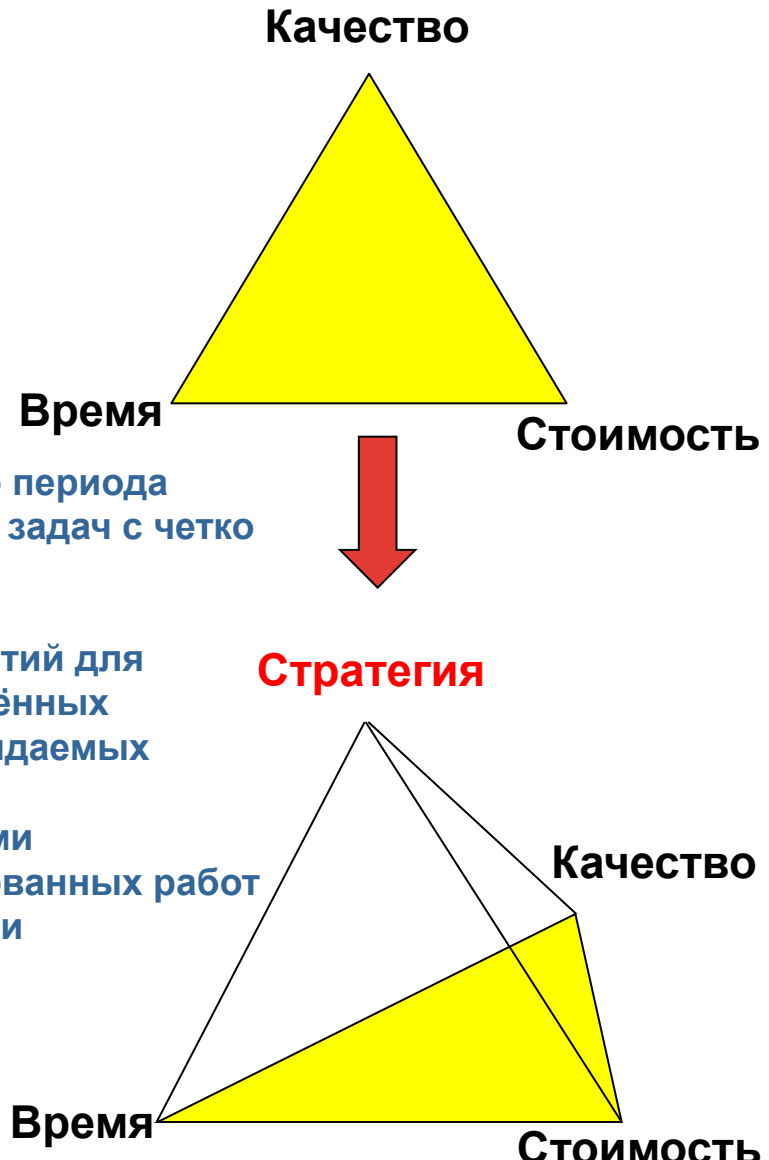 Качество
Время
Стоимость
периода
задач с четко
тий для
ённых
идаемых
ми
ованных работ
и
Стратегия
Качество
Время
Стоимость